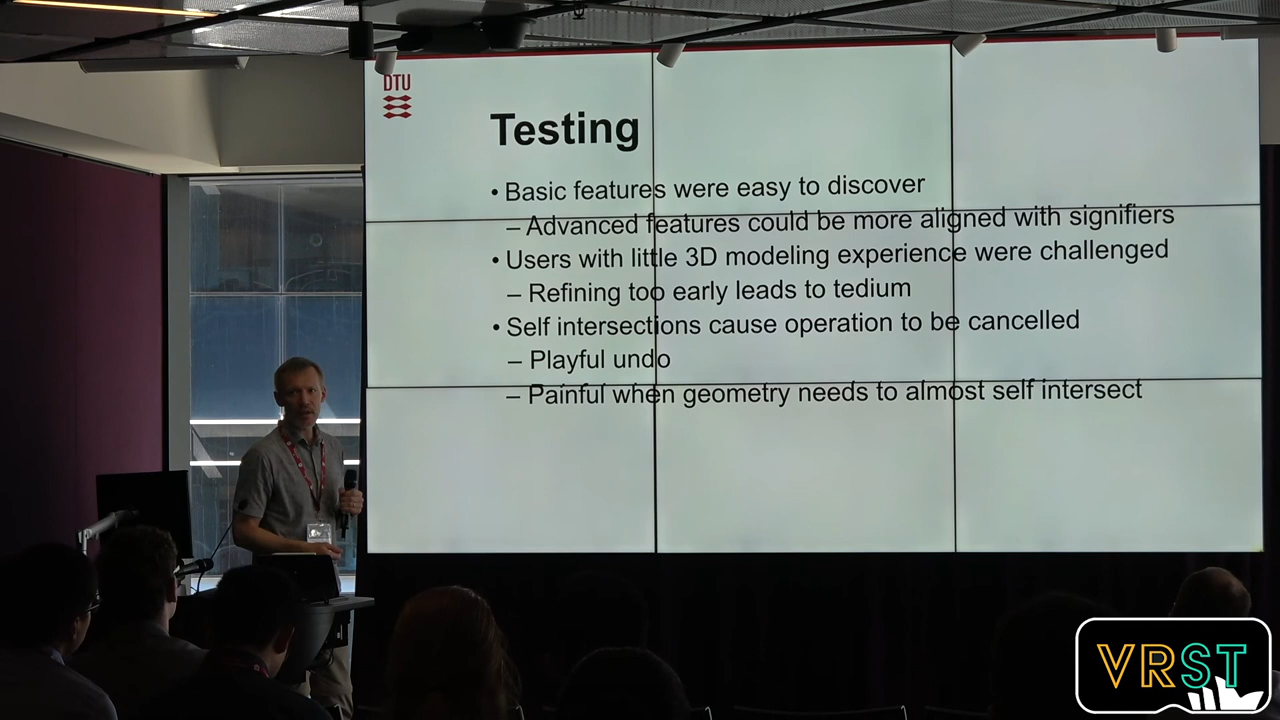 DTU
Testing
• Basic features were easy to discover
– Advanced features could be more aligned with signifiers
• Users with little 3D modeling experience were challenged
– Refining too early leads to tedium
• Self intersections cause operation to be cancelled
– Playful undo
– Painful when geometry needs to almost self intersect
VRST